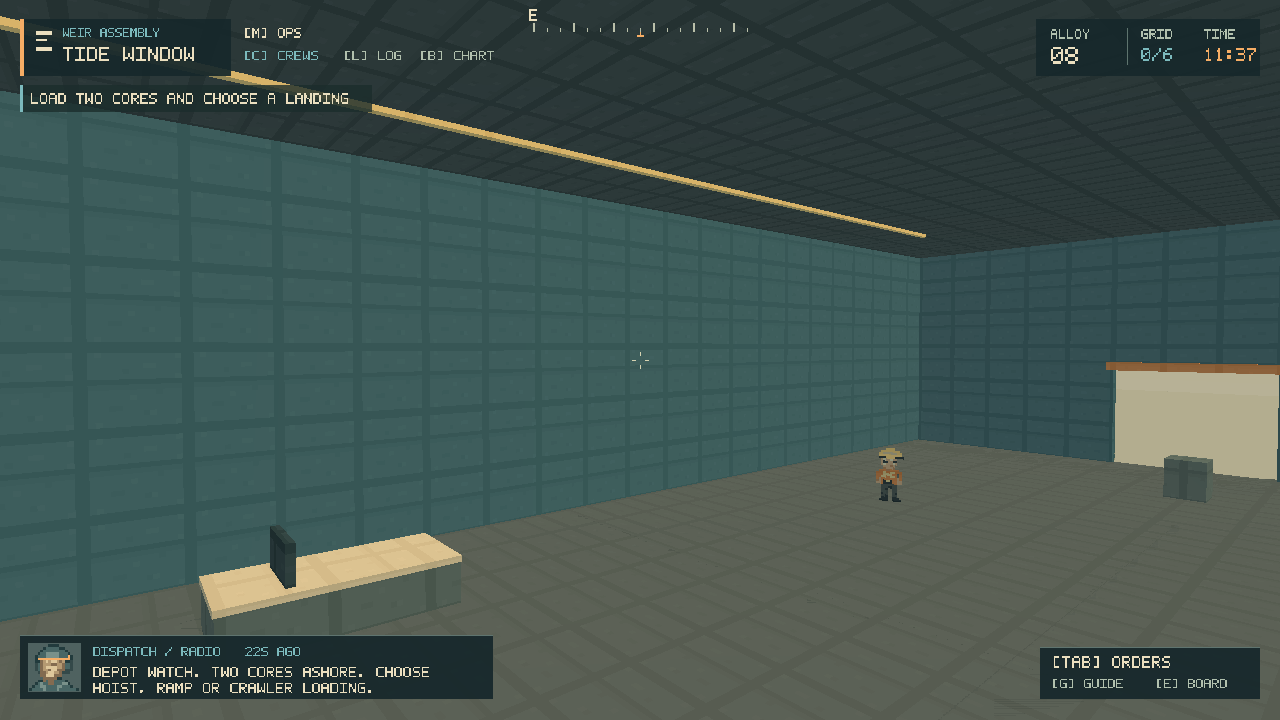 WEIR ASSEMBLY
TIDE WINDOW
[M] OPS
[C] CREWS [L] LOG [B] CHART
LOAD TWO CORES AND CHOOSE A LANDING
E
ALLOY
08
GRID
0/6
TIME
11:37
DISPATCH / RADIO 22S AGO
DEPOT WATCH. TWO CORES ASHORE. CHOOSE
HOIST. RAMP OR CRAWLER LOADING.
[TAB] ORDERS
[G] GUIDE [E] BOARD